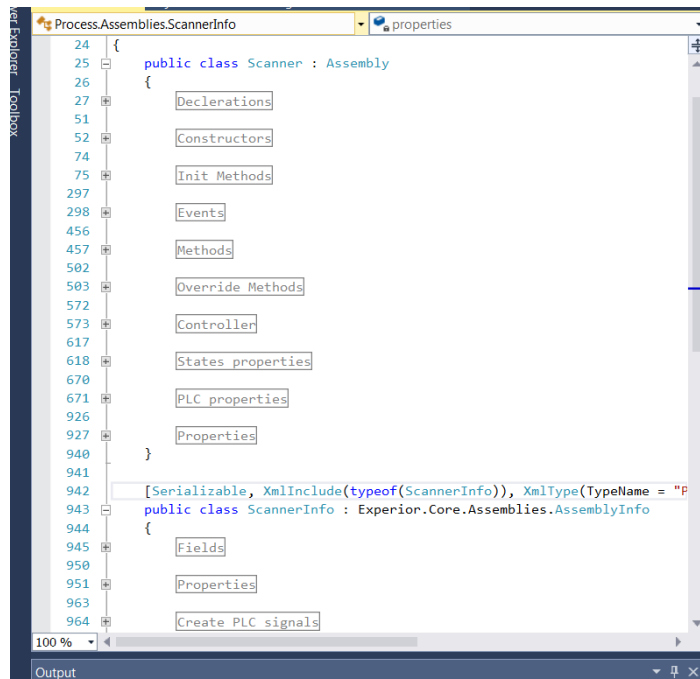 Process.Assemblies.ScannerInfo properties
ver Explorer
Toolbox
24 {
25 public class Scanner : Assembly
26 {
27 Declerations
51
52 Constructors
74
75 Init Methods
297
298 Events
456
457 Methods
502
503 Override Methods
572
573 Controller
617
618 States properties
670
671 PLC properties
926
927 Properties
940 }
941
942 [Serializable, XmlInclude(typeof(ScannerInfo)), XmlType(TypeName = "P
943 public class ScannerInfo : Experior.Core.Assemblies.AssemblyInfo
944 {
945 Fields
950
951 Properties
963
964 Create PLC signals
100 %
Output